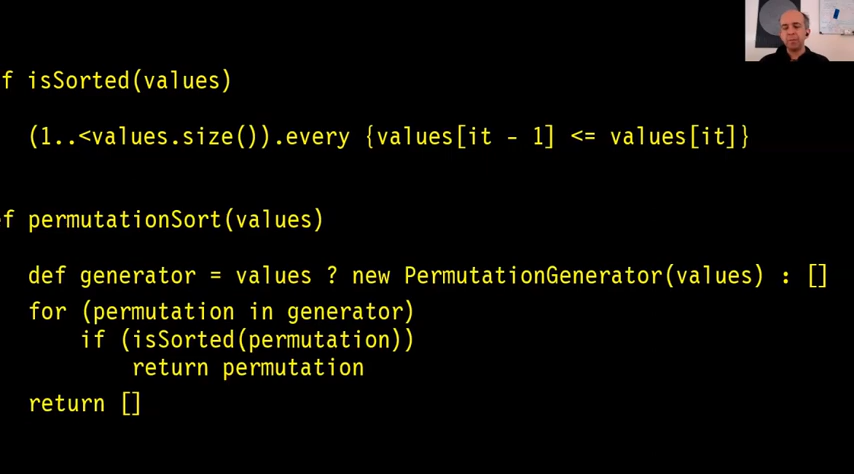 f isSorted(values)
(1..<values.size()).every {values[it - 1] <= values[it]}
ef permutationSort(values)
def generator = values ? new PermutationGenerator(values) : []
for (permutation in generator)
if (isSorted(permutation))
return permutation
return []